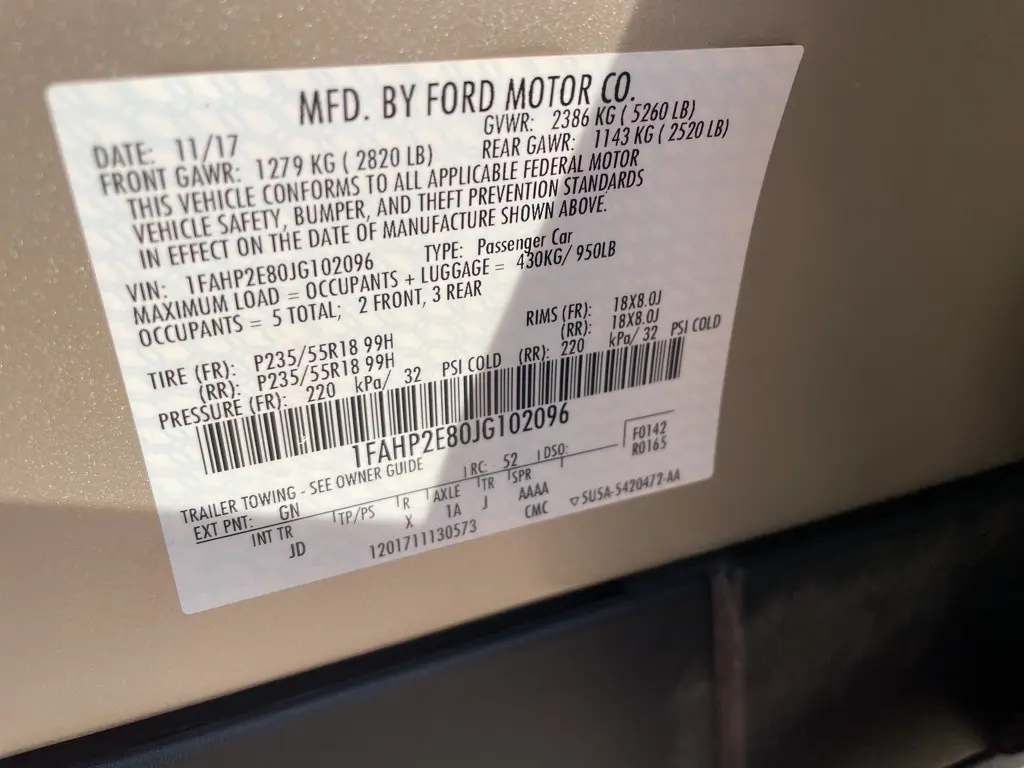 MFD. BY FORD MOTOR CO.
DATE: 11/17 GVWR: 2386 KG ( 5260 LB)
FRONT GAWR: 1279 KG ( 2820 LB) REAR GAWR: 1143 KG ( 2520 LB)
THIS VEHICLE CONFORMS TO ALL APPLICABLE FEDERAL MOTOR
VEHICLE SAFETY, BUMPER, AND THEFT PREVENTION STANDARDS
IN EFFECT ON THE DATE OF MANUFACTURE SHOWN ABOVE.
VIN: 1FAHP2E80JG102096 TYPE: Passenger Car
MAXIMUM LOAD = OCCUPANTS + LUGGAGE = 430KG/ 950LB
OCCUPANTS = 5 TOTAL; 2 FRONT, 3 REAR
TIRE (FR): P235/55R18 99H RIMS (FR): 18X8.0J
(RR): P235/55R18 99H (RR): 18X8.0J
PRESSURE (FR): 220 kPa/ 32 PSI COLD (RR): 220 kPa/ 32 PSI COLD
1FAHP2E80JG102096
TRAILER TOWING - SEE OWNER GUIDE RC: 52 DSO: F0142
R0165
EXT PNT: GN TP/PS R AXLE TR SPR
INT TR X 1A J AAAA ▽5U5A-5420472-AA
JD 1201711130573 CMC